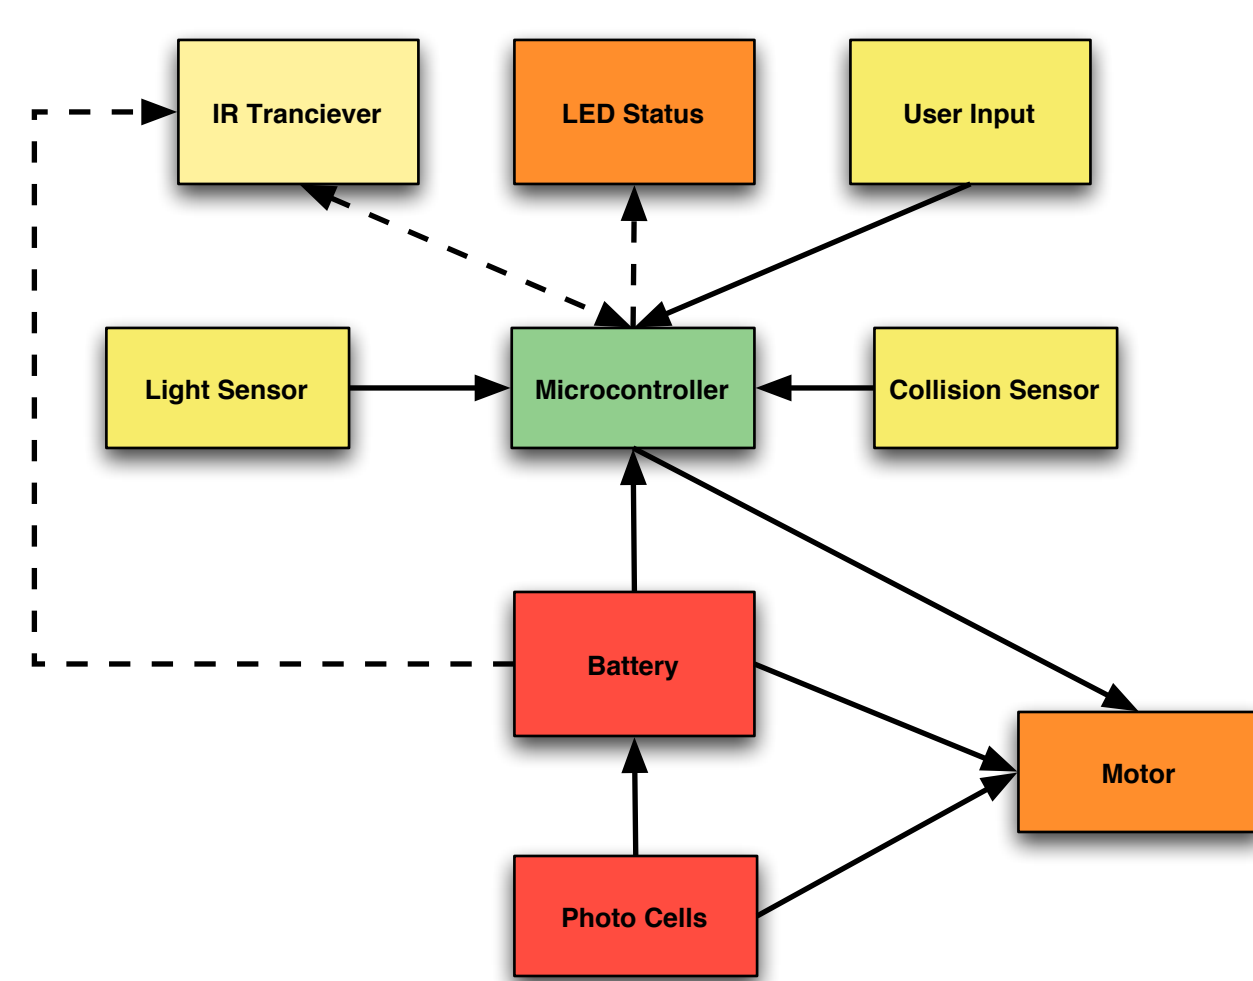 IR Tranciever
LED Status
User Input
Light Sensor
Microcontroller
Collision Sensor
Battery
Motor
Photo Cells